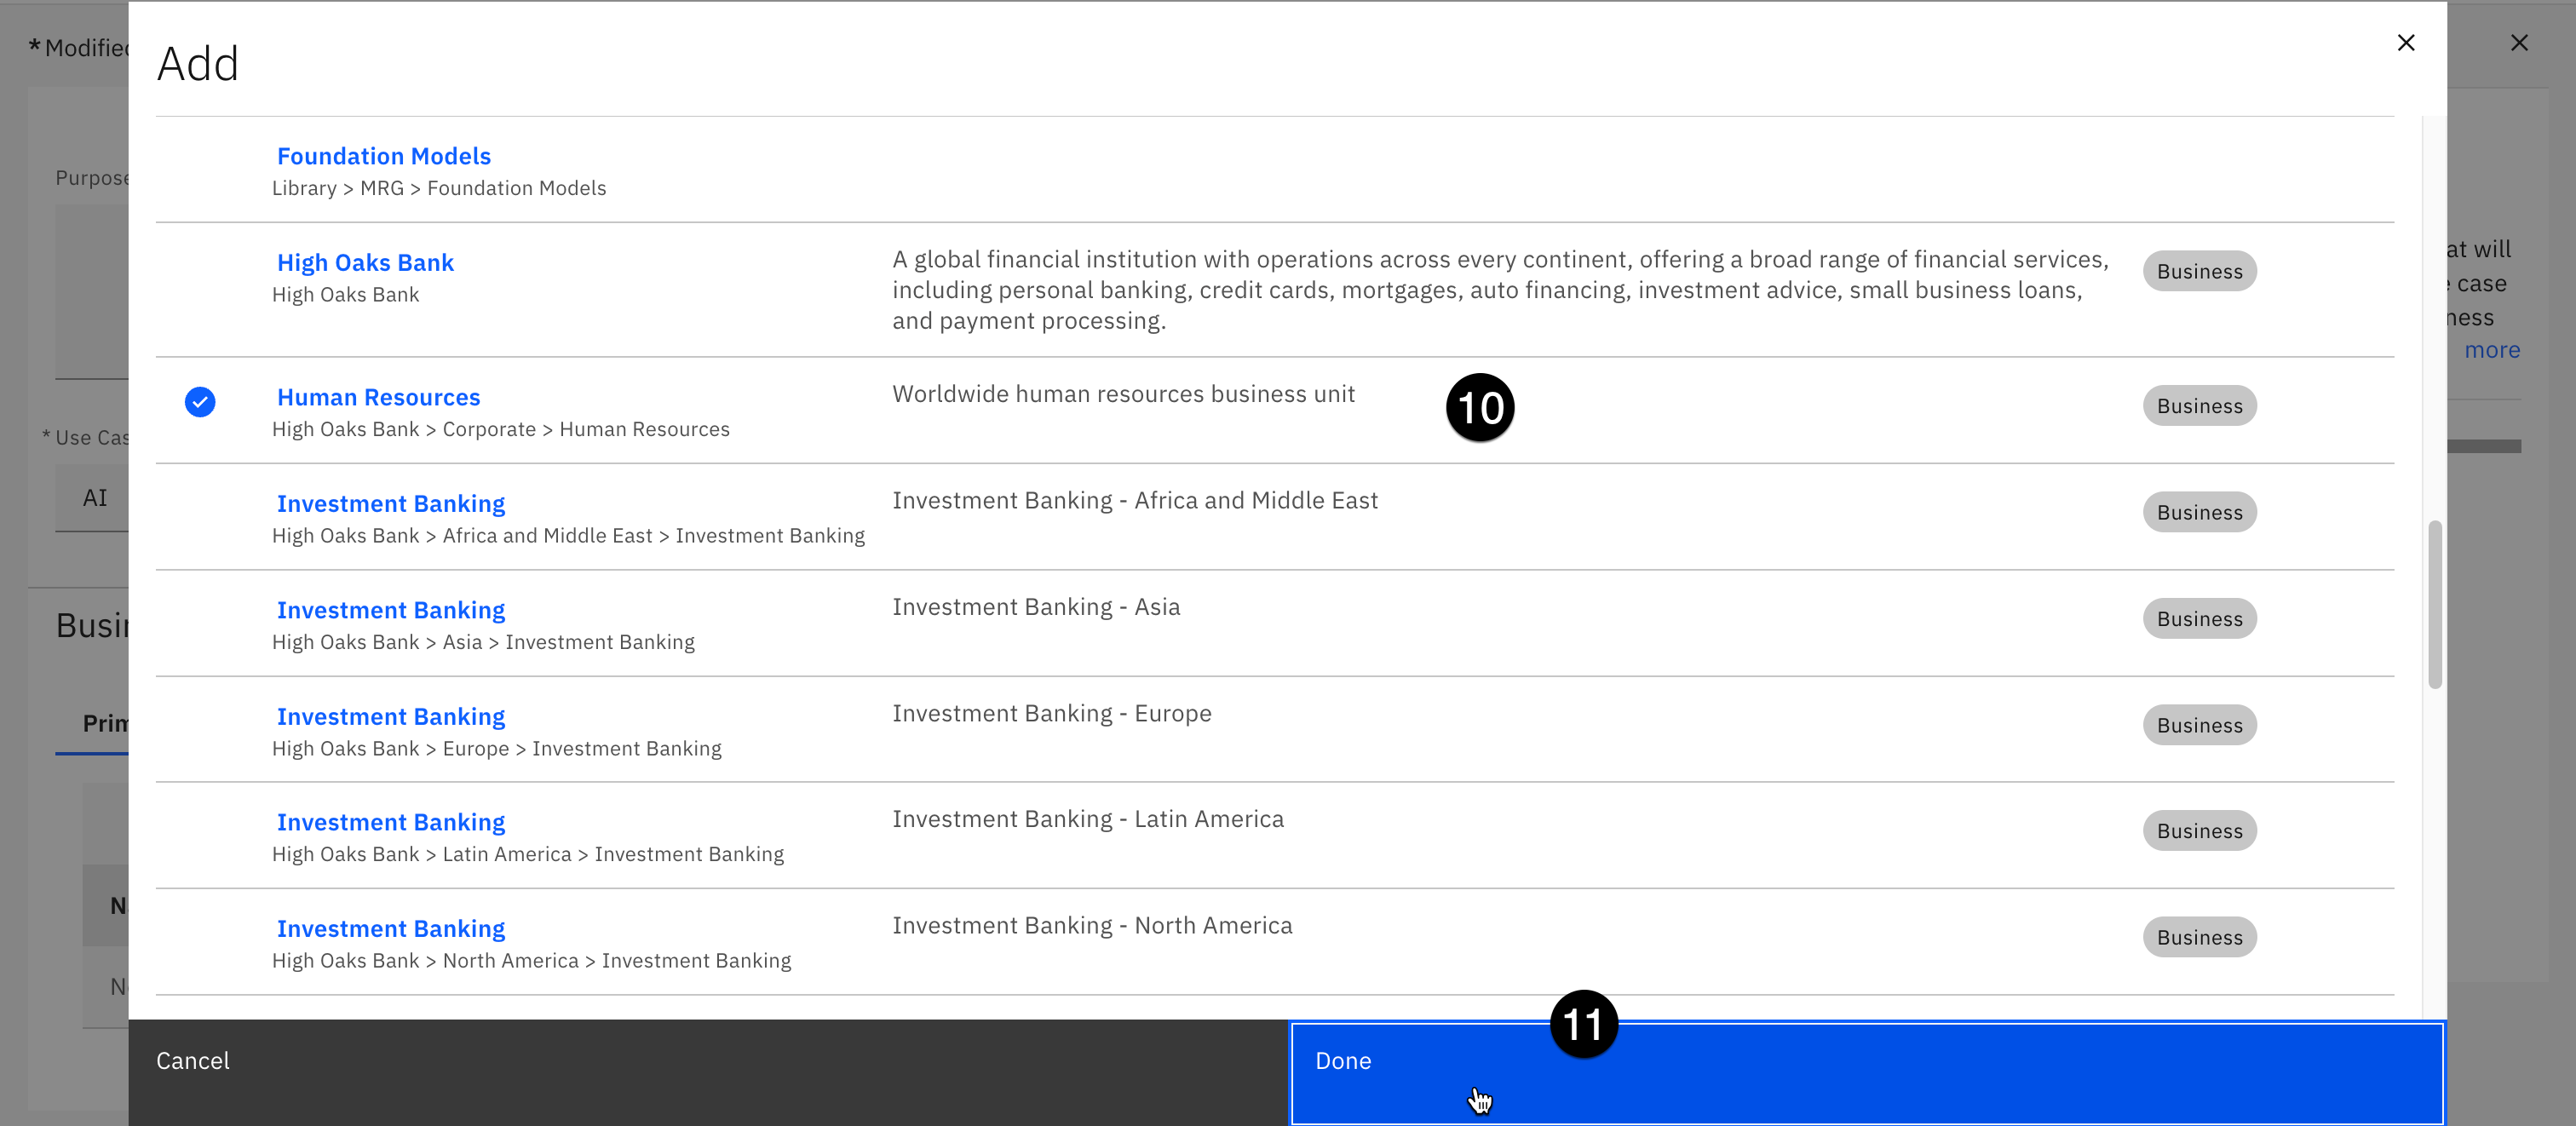 *Modified
Add
Foundation Models
Library > MRG > Foundation Models
Purpose
High Oaks Bank
High Oaks Bank
A global financial institution with operations across every continent, offering a broad range of financial services,
including personal banking, credit cards, mortgages, auto financing, investment advice, small business loans,
and payment processing.
Business
at will
case
more
Human Resources
High Oaks Bank > Corporate > Human Resources
Worldwide human resources business unit
10
Business
* Use Cas
AI
Investment Banking
High Oaks Bank > Africa and Middle East > Investment Banking
Investment Banking - Africa and Middle East
Business
Investment Banking
High Oaks Bank > Asia > Investment Banking
Investment Banking - Asia
Business
Busin
Investment Banking
High Oaks Bank > Europe > Investment Banking
Investment Banking - Europe
Business
Prim
Investment Banking
High Oaks Bank > Latin America > Investment Banking
Investment Banking - Latin America
Business
Investment Banking
High Oaks Bank > North America > Investment Banking
Investment Banking - North America
Business
11
Cancel
Done